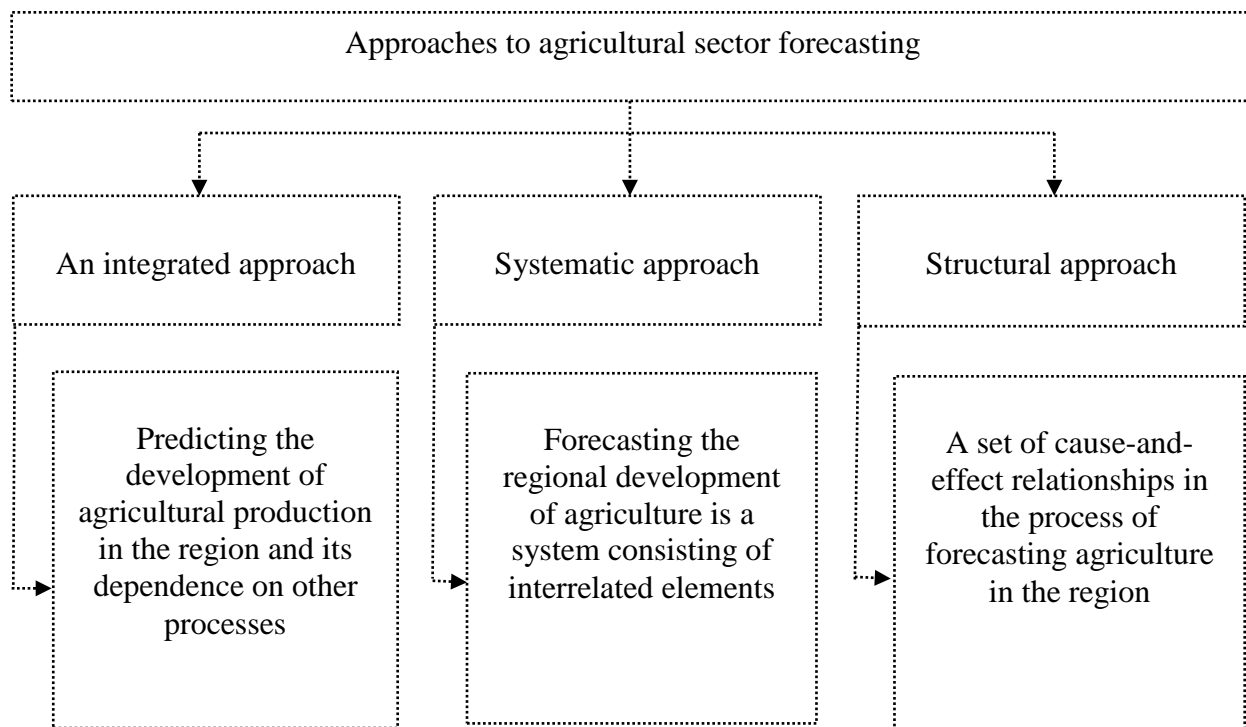 Approaches to agricultural sector forecasting
An integrated approach
Systematic approach
Structural approach
Predicting the
development of
agricultural production
in the region and its
dependence on other
processes
Forecasting the
regional development
of agriculture is a
system consisting of
interrelated elements
A set of cause-and-
effect relationships in
the process of
forecasting agriculture
in the region